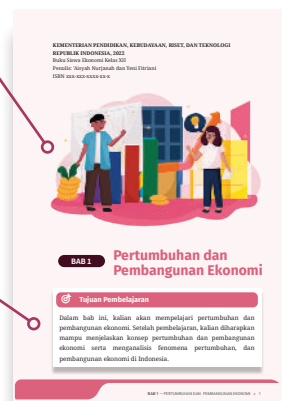 KEMENTERIAN PENDIDIKAN, KEBUDAYAAN, RISET, DAN TEKNOLOGI
REPUBLIK INDONESIA, 2022
Buku Siswa Ekonomi Kelas XII
Penulis: 'Aisyah Nurjanah dan Yeni Fitriani
ISBN xxx-xxx-xxxx-xx-x
BAB 1
Pertumbuhan dan
Pembangunan Ekonomi
Tujuan Pembelajaran
Dalam bab ini, kalian akan mempelajari pertumbuhan dan
pembangunan ekonomi. Setelah pembelajaran, kalian diharapkan
mampu menjelaskan konsep pertumbuhan dan pembangunan
ekonomi serta menganalisis fenomena pertumbuhan, dan
pembangunan ekonomi di Indonesia.
BAB 1 — PERTUMBUHAN DAN PEMBANGUNAN EKONOMI • 1